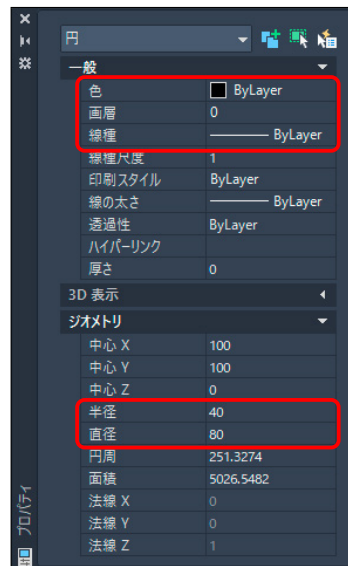 円
一般
色 ByLayer
画層 0
線種 ByLayer
線種尺度 1
印刷スタイル ByLayer
線の太さ ByLayer
透過性 ByLayer
ハイパーリンク
厚さ 0
3D 表示
ジオメトリ
中心 X 100
中心 Y 100
中心 Z 0
半径 40
直径 80
円周 251.3274
面積 5026.5482
法線 X 0
法線 Y 0
法線 Z 1
プロパティ